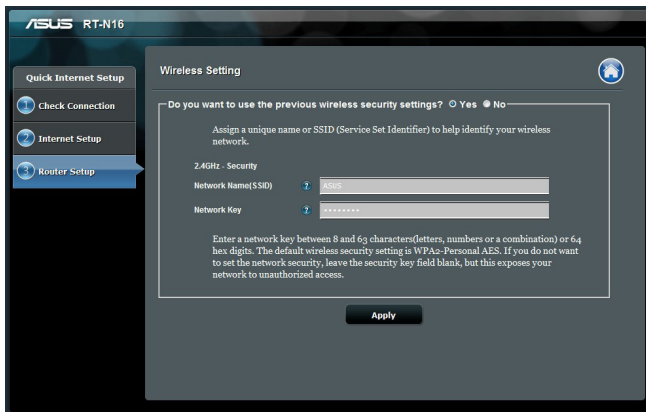 ASUS RT-N16
Quick Internet Setup
1 Check Connection
2 Internet Setup
3 Router Setup
Wireless Setting
Do you want to use the previous wireless security settings? Yes No
Assign a unique name or SSID (Service Set Identifier) to help identify your wireless
network.
2.4GHz - Security
Network Name(SSID) ? ASUS
Network Key ? ········
Enter a network key between 8 and 63 characters(letters, numbers or a combination) or 64
hex digits. The default wireless security setting is WPA2-Personal AES. If you do not want
to set the network security, leave the security key field blank, but this exposes your
network to unauthorized access.
Apply